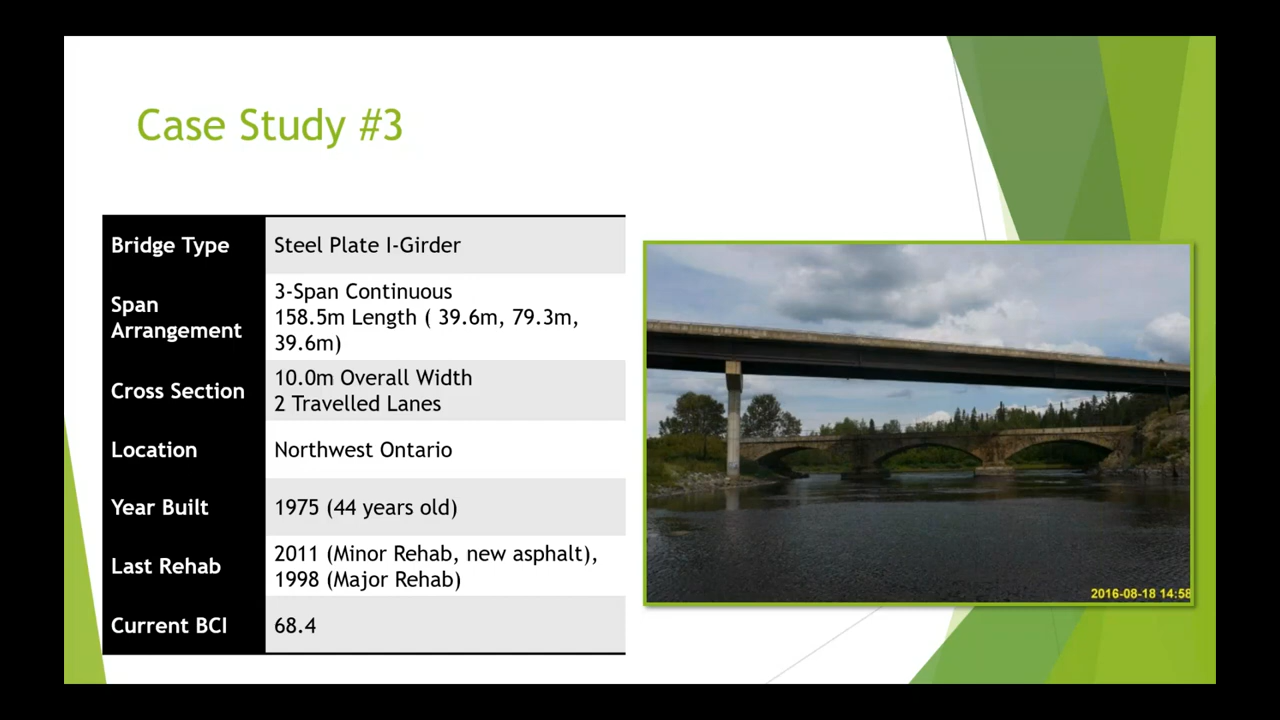 Case Study #3
Bridge Type
Steel Plate I-Girder
Span
Arrangement
3-Span Continuous
158.5m Length ( 39.6m, 79.3m,
39.6m)
Cross Section
10.0m Overall Width
2 Travelled Lanes
Location
Northwest Ontario
Year Built
1975 (44 years old)
Last Rehab
2011 (Minor Rehab, new asphalt),
1998 (Major Rehab)
Current BCI
68.4
2016-08-18 14:58